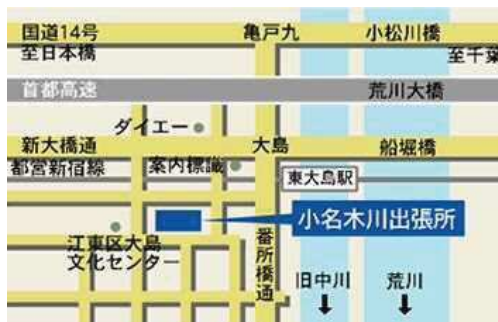 国道14号
至日本橋
亀戸九
小松川橋
至千葉
首都高速
荒川大橋
ダイエー
新大橋通
大島
船堀橋
都営新宿線
案内標識
東大島駅
小名木川出張所
江東区大島
文化センター
番所橋通
旧中川
荒川